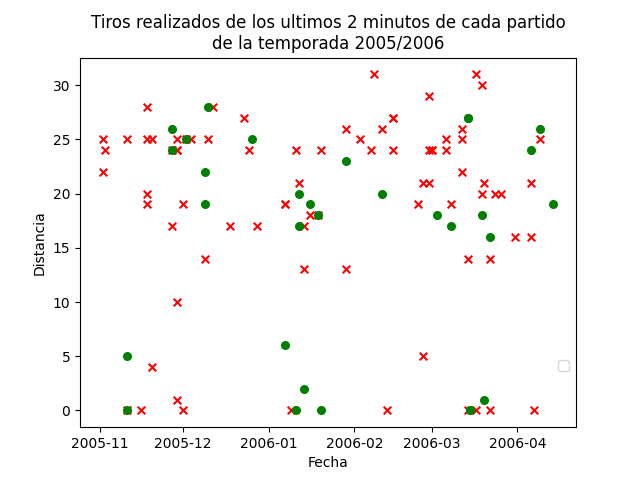 Tiros realizados de los ultimos 2 minutos de cada partido
de la temporada 2005/2006
30
25
20
15
10
5
0
Distancia
2005-11 2005-12 2006-01 2006-02 2006-03 2006-04
Fecha